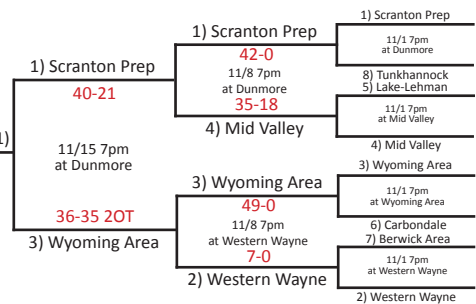 1) Scranton Prep
11/1 7pm
at Dunmore
8) Tunkhannock
5) Lake-Lehman
11/1 7pm
at Mid Valley
4) Mid Valley
3) Wyoming Area
11/1 7pm
at Wyoming Area
6) Carbondale
7) Berwick Area
11/1 7pm
at Western Wayne
2) Western Wayne
1) Scranton Prep
42-0
11/8 7pm
at Dunmore
35-18
4) Mid Valley
3) Wyoming Area
49-0
11/8 7pm
at Western Wayne
7-0
2) Western Wayne
1) Scranton Prep
40-21
11/15 7pm
at Dunmore
36-35 2OT
3) Wyoming Area
1)